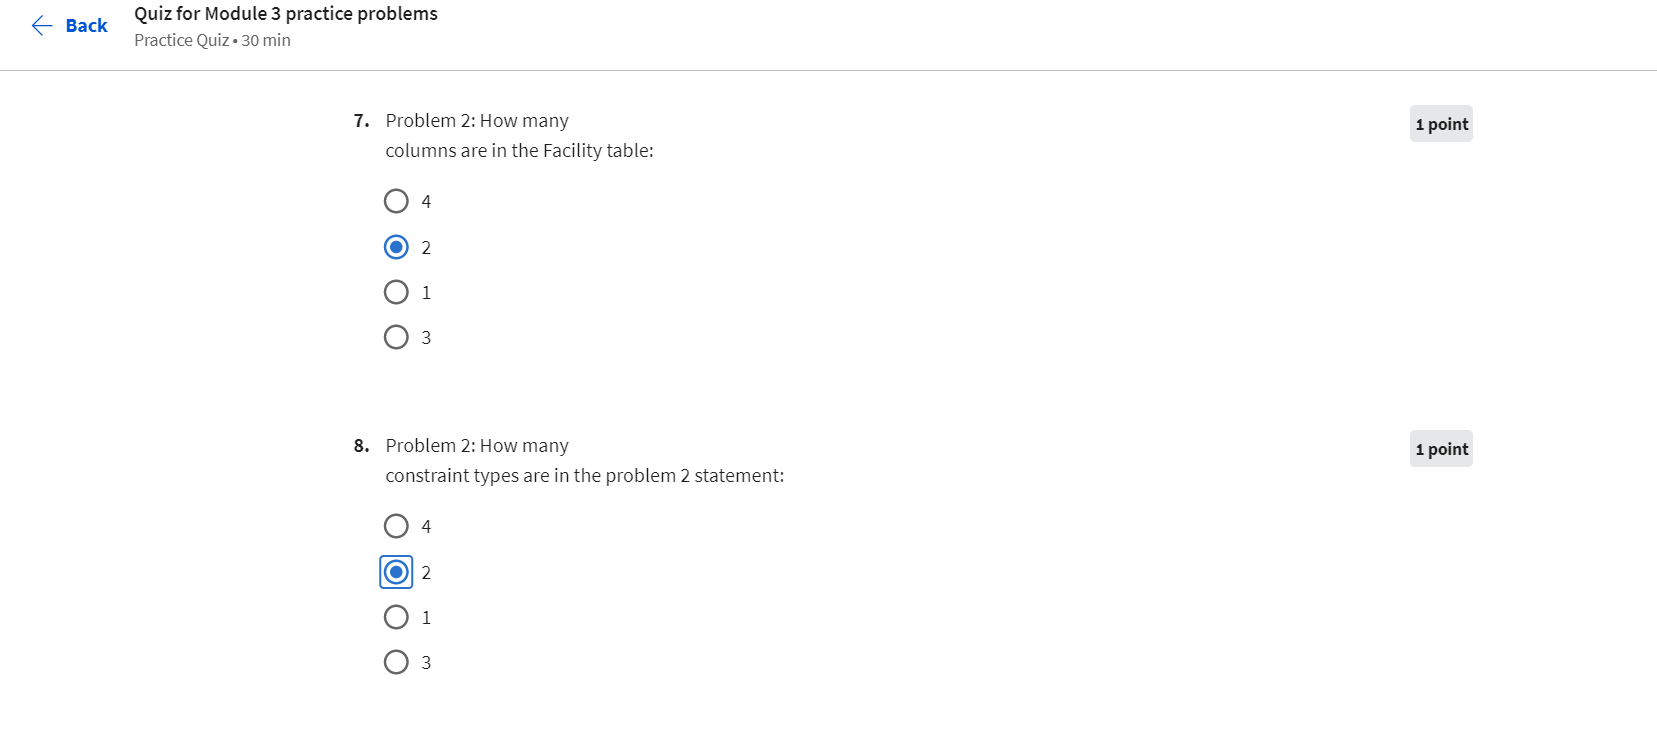 Back
Quiz for Module 3 practice problems
Practice Quiz • 30 min
7. Problem 2: How many
columns are in the Facility table:
1 point
4
2
1
3
8. Problem 2: How many
constraint types are in the problem 2 statement:
1 point
4
2
1
3